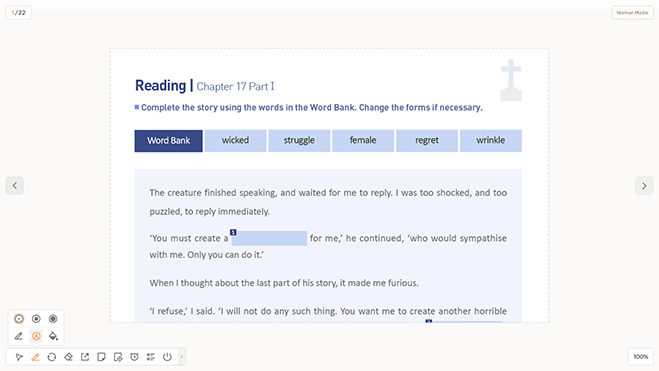 1/22
Nomar Mode
Reading | Chapter 17 Part I
Complete the story using the words in the Word Bank. Change the forms if necessary.
Word Bank wicked struggle female regret wrinkle
The creature finished speaking, and waited for me to reply. I was too shocked, and too
puzzled, to reply immediately.
‘You must create a 1 for me,’ he continued, ‘who would sympathise
with me. Only you can do it.’
When I thought about the last part of his story, it made me furious.
‘I refuse,’ I said. ‘I will not do any such thing. You want me to create another horrible
100%